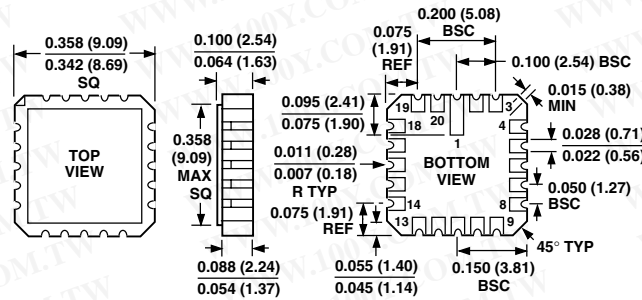 0.358 (9.09)
0.342 (8.69)
SQ
TOP
VIEW
0.100 (2.54)
0.064 (1.63)
0.358
(9.09)
MAX
SQ
0.088 (2.24)
0.054 (1.37)
0.075
(1.91)
REF
0.200 (5.08)
BSC
0.100 (2.54) BSC
0.015 (0.38)
MIN
0.095 (2.41)
0.075 (1.90)
19
20
3
18
4
1
0.028 (0.71)
0.022 (0.56)
0.011 (0.28)
0.007 (0.18)
R TYP
BOTTOM
VIEW
0.050 (1.27)
BSC
0.075 (1.91)
REF
14
8
13
9
45° TYP
0.055 (1.40)
0.045 (1.14)
0.150 (3.81)
BSC
WWW.100Y.COM.TW